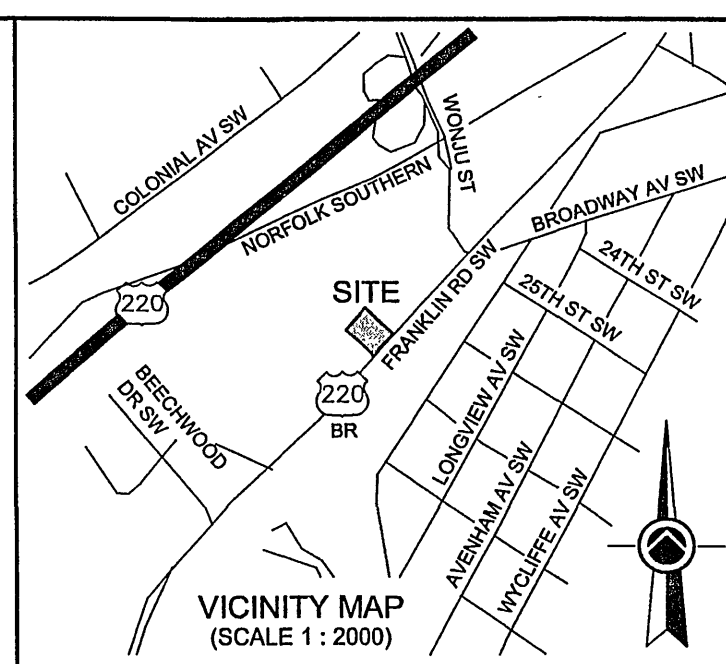 COLONIAL AV SW
WONJU ST
NORFOLK SOUTHERN
BROADWAY AV SW
24TH ST SW
25TH ST SW
FRANKLIN RD SW
SITE
220
220
BR
BEECHWOOD
DR SW
LONGVIEW AV SW
AVENHAM AV SW
WYCLIFFE AV SW
VICINITY MAP
(SCALE 1 : 2000)